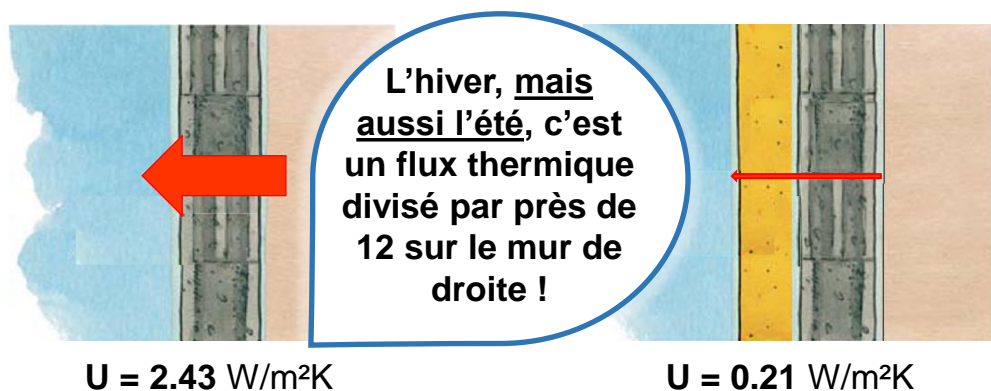 L’hiver, mais
aussi l’été, c’est
un flux thermique
divisé par près de
12 sur le mur de
droite !
U = 2.43 W/m²K
U = 0.21 W/m²K